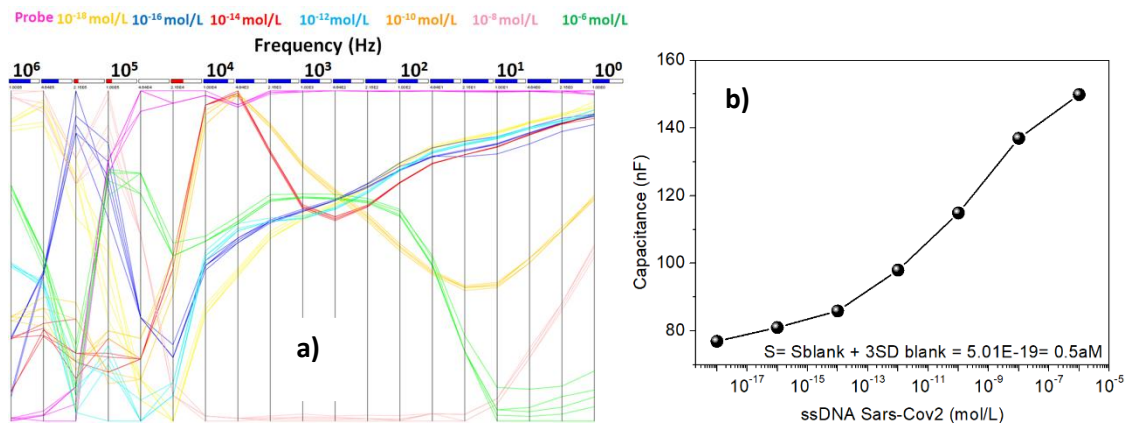 Probe 10⁻¹⁸ mol/L 10⁻¹⁶ mol/L 10⁻¹⁴ mol/L 10⁻¹² mol/L 10⁻¹⁰ mol/L 10⁻⁸ mol/L 10⁻⁶ mol/L
Frequency (Hz)
10⁶ 10⁵ 10⁴ 10³ 10² 10¹ 10⁰
a)
b)
160
140
120
100
80
Capacitance (nF)
S= Sblank + 3SD blank = 5.01E-19= 0.5aM
10⁻¹⁷ 10⁻¹⁵ 10⁻¹³ 10⁻¹¹ 10⁻⁹ 10⁻⁷ 10⁻⁵
ssDNA Sars-Cov2 (mol/L)